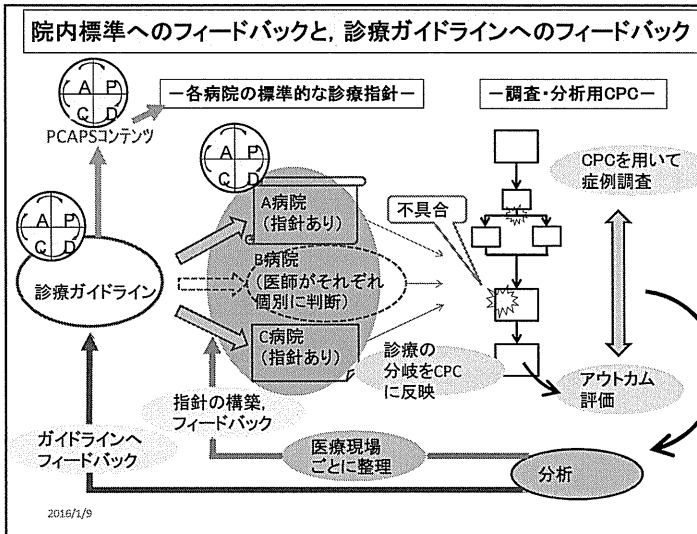 院内標準へのフィードバックと，診療ガイドラインへのフィードバック
A P
C D
PCAPSコンテンツ
－各病院の標準的な診療指針－
－調査・分析用CPC－
A P
C D
A P
C D
診療ガイドライン
A病院
（指針あり）
B病院
（医師がそれぞれ
個別に判断）
C病院
（指針あり）
不具合
CPCを用いて
症例調査
診療の
分岐をCPC
に反映
アウトカム
評価
指針の構築，
フィードバック
ガイドラインへ
フィードバック
医療現場
ごとに整理
分析
2016/1/9